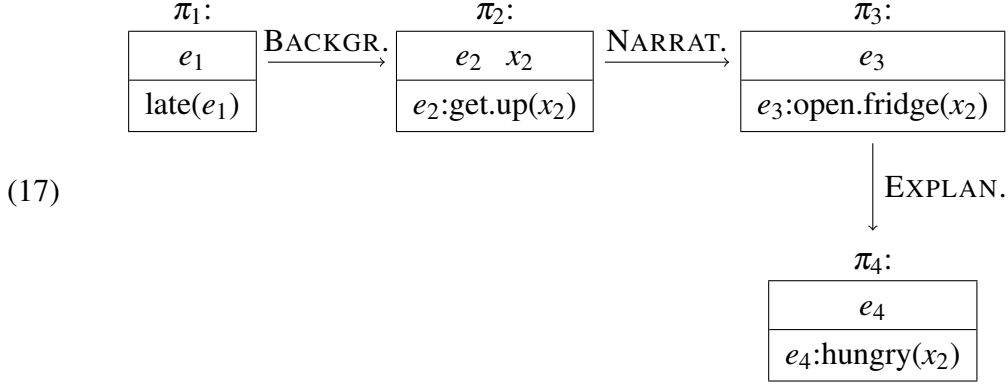 π₁: π₂: π₃:
e₁ BACKGR. e₂ x₂ NARRAT. e₃
late(e₁) e₂:get.up(x₂) e₃:open.fridge(x₂)
(17) EXPLAN.
π₄:
e₄
e₄:hungry(x₂)